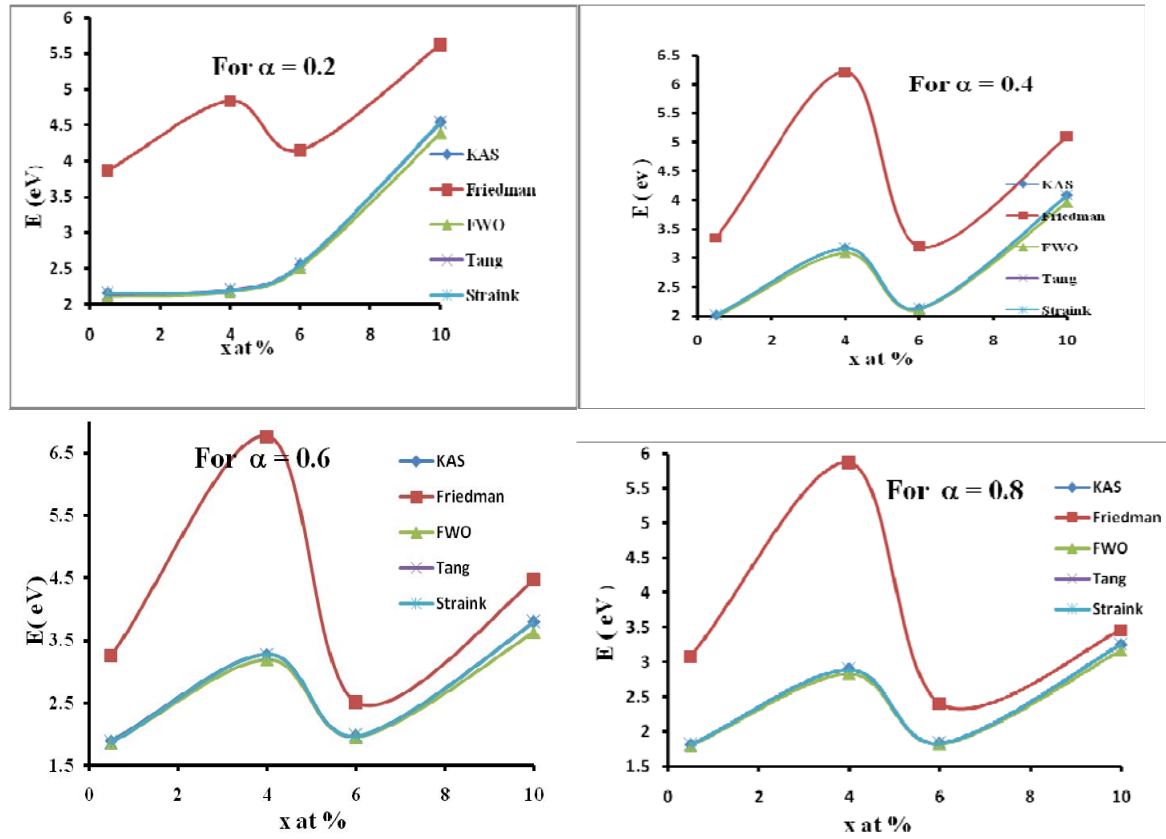 For α = 0.2
E (eV)
6
5.5
5
4.5
4
3.5
3
2.5
2
0
2
4
6
8
10
x at %
KAS
Friedman
FWO
Tang
Straink
For α = 0.4
E ( ev)
6.5
6
5.5
5
4.5
4
3.5
3
2.5
2
0
2
4
6
8
10
x at %
KAS
Friedman
FWO
Tang
Straink
For α = 0.6
E( eV)
6.5
5.5
4.5
3.5
2.5
1.5
0
2
4
6
8
10
x at %
KAS
Friedman
FWO
Tang
Straink
For α = 0.8
E ( eV)
6
5.5
5
4.5
4
3.5
3
2.5
2
1.5
0
2
4
6
8
10
x at %
KAS
Friedman
FWO
Tang
Straink